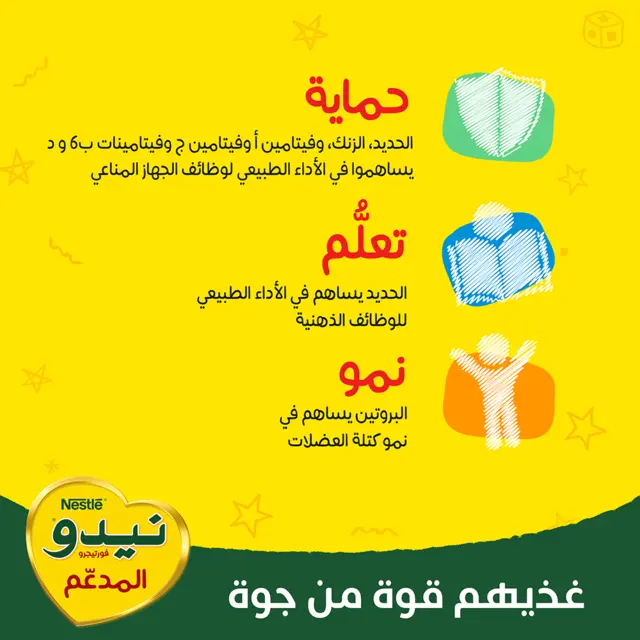 حماية
الحديد، الزنك، وفيتامين أ وفيتامين ج وفيتامينات ب6 و د
يساهموا في الأداء الطبيعي لوظائف الجهاز المناعي
تعلُّم
الحديد يساهم في الأداء الطبيعي
للوظائف الذهنية
نمو
البروتين يساهم في
نمو كتلة العضلات
Nestlé
نيدو
فورتيجرو
المدعّم
غذيهم قوة من جوة